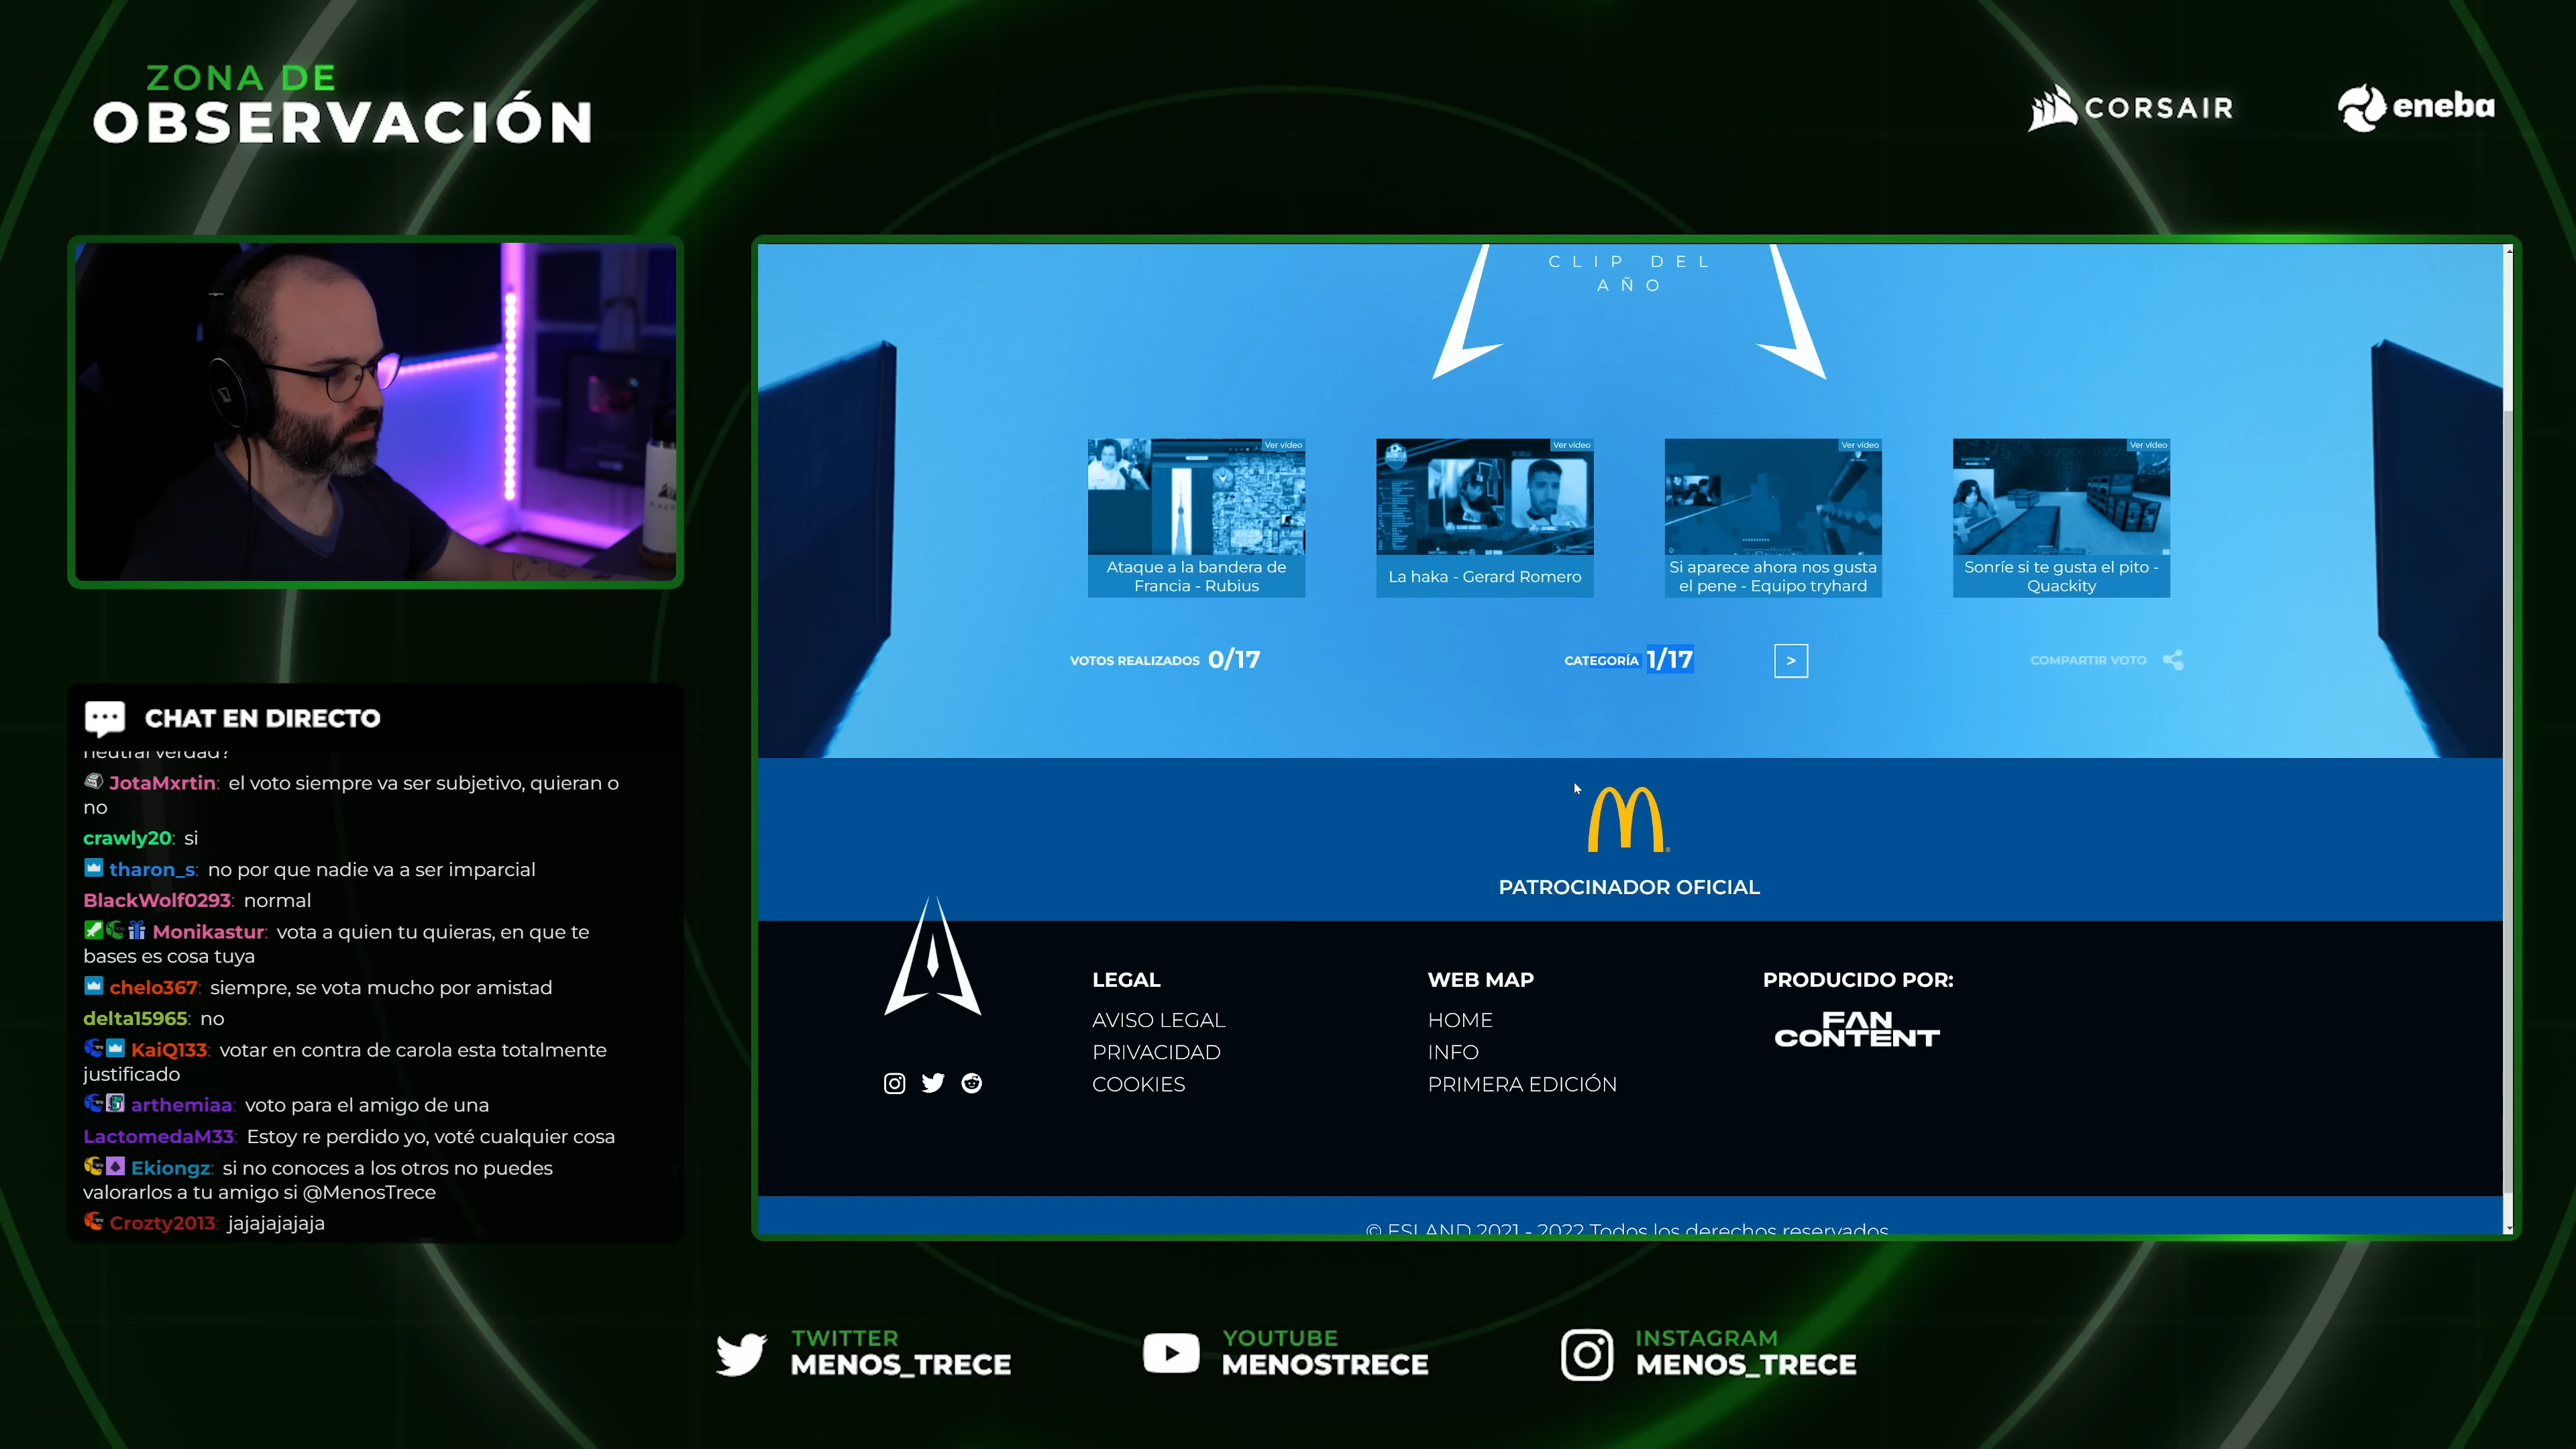 ZONA DE
OBSERVACIÓN
CORSAIR
eneba
CLIP DEL
AÑO
Ver vídeo
Ver vídeo
Ver vídeo
Ver vídeo
Ataque a la bandera de
Francia - Rubius
La haka - Gerard Romero
Si aparece ahora nos gusta
el pene - Equipo tryhard
Sonríe si te gusta el pito -
Quackity
VOTOS REALIZADOS 0/17
CATEGORÍA 1/17
>
COMPARTIR VOTO
PATROCINADOR OFICIAL
LEGAL
AVISO LEGAL
PRIVACIDAD
COOKIES
WEB MAP
HOME
INFO
PRIMERA EDICIÓN
PRODUCIDO POR:
FAN
CONTENT
© ESLAND 2021 - 2022 Todos los derechos reservados
CHAT EN DIRECTO
neutral verdad?
JotaMxrtin: el voto siempre va ser subjetivo, quieran o
no
crawly20: si
tharon_s: no por que nadie va a ser imparcial
BlackWolf0293: normal
Monikastur: vota a quien tu quieras, en que te
bases es cosa tuya
chelo367: siempre, se vota mucho por amistad
delta15965: no
KaiQ133: votar en contra de carola esta totalmente
justificado
arthemiaa: voto para el amigo de una
LactomedaM33: Estoy re perdido yo, voté cualquier cosa
Ekiongz: si no conoces a los otros no puedes
valorarlos a tu amigo si @MenosTrece
Crozty2013: jajajajajaja
TWITTER
MENOS_TRECE
YOUTUBE
MENOSTRECE
INSTAGRAM
MENOS_TRECE